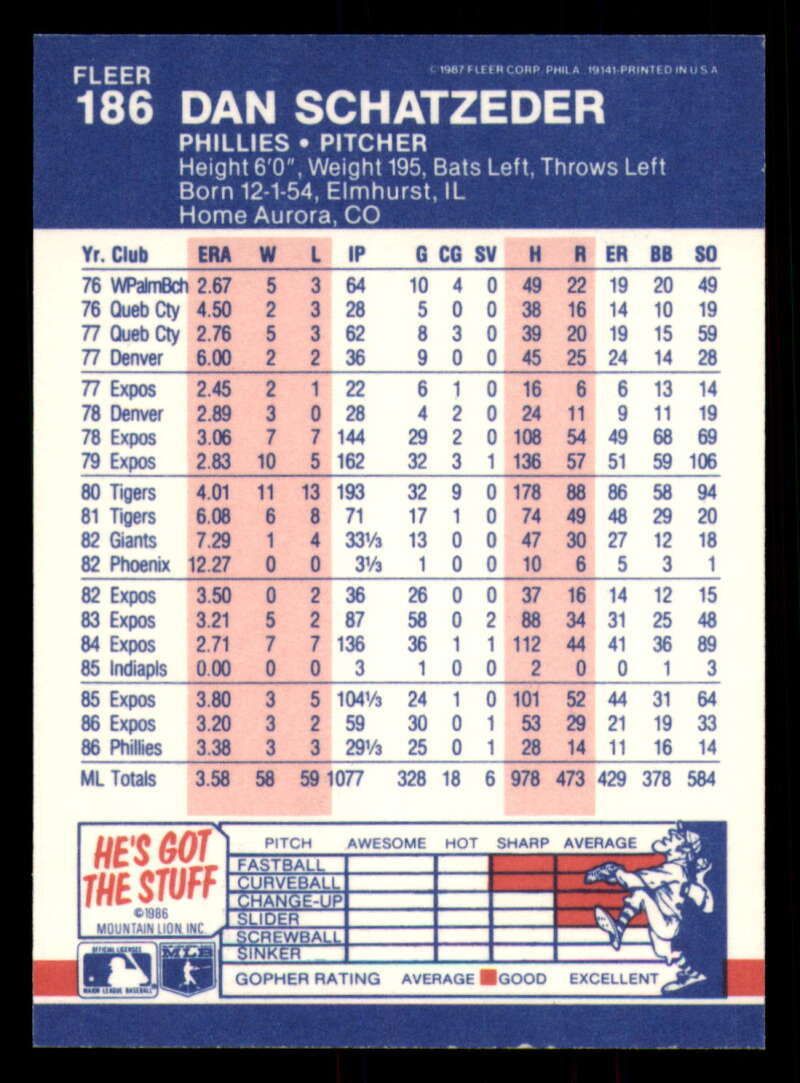 FLEER
©1987 FLEER CORP. PHILA. 19141-PRINTED IN U S A
186 DAN SCHATZEDER
PHILLIES • PITCHER
Height 6'0", Weight 195, Bats Left, Throws Left
Born 12-1-54, Elmhurst, IL
Home Aurora, CO
Yr. Club ERA W L IP G CG SV H R ER BB SO
76 WPalmBch 2.67 5 3 64 10 4 0 49 22 19 20 49
76 Queb Cty 4.50 2 3 28 5 0 0 38 16 14 10 19
77 Queb Cty 2.76 5 3 62 8 3 0 39 20 19 15 59
77 Denver 6.00 2 2 36 9 0 0 45 25 24 14 28
77 Expos 2.45 2 1 22 6 1 0 16 6 6 13 14
78 Denver 2.89 3 0 28 4 2 0 24 11 9 11 19
78 Expos 3.06 7 7 144 29 2 0 108 54 49 68 69
79 Expos 2.83 10 5 162 32 3 1 136 57 51 59 106
80 Tigers 4.01 11 13 193 32 9 0 178 88 86 58 94
81 Tigers 6.08 6 8 71 17 1 0 74 49 48 29 20
82 Giants 7.29 1 4 33⅓ 13 0 0 47 30 27 12 18
82 Phoenix 12.27 0 0 3⅓ 1 0 0 10 6 5 3 1
82 Expos 3.50 0 2 36 26 0 0 37 16 14 12 15
83 Expos 3.21 5 2 87 58 0 2 88 34 31 25 48
84 Expos 2.71 7 7 136 36 1 1 112 44 41 36 89
85 Indiapls 0.00 0 0 3 1 0 0 2 0 0 1 3
85 Expos 3.80 3 5 104⅓ 24 1 0 101 52 44 31 64
86 Expos 3.20 3 2 59 30 0 1 53 29 21 19 33
86 Phillies 3.38 3 3 29⅓ 25 0 1 28 14 11 16 14
ML Totals 3.58 58 59 1077 328 18 6 978 473 429 378 584
HE'S GOT
THE STUFF
©1986
MOUNTAIN LION, INC.
PITCH AWESOME HOT SHARP AVERAGE
FASTBALL
CURVEBALL
CHANGE-UP
SLIDER
SCREWBALL
SINKER
GOPHER RATING AVERAGE GOOD EXCELLENT
OFFICIAL LICENSEE
MAJOR LEAGUE BASEBALL
MLB